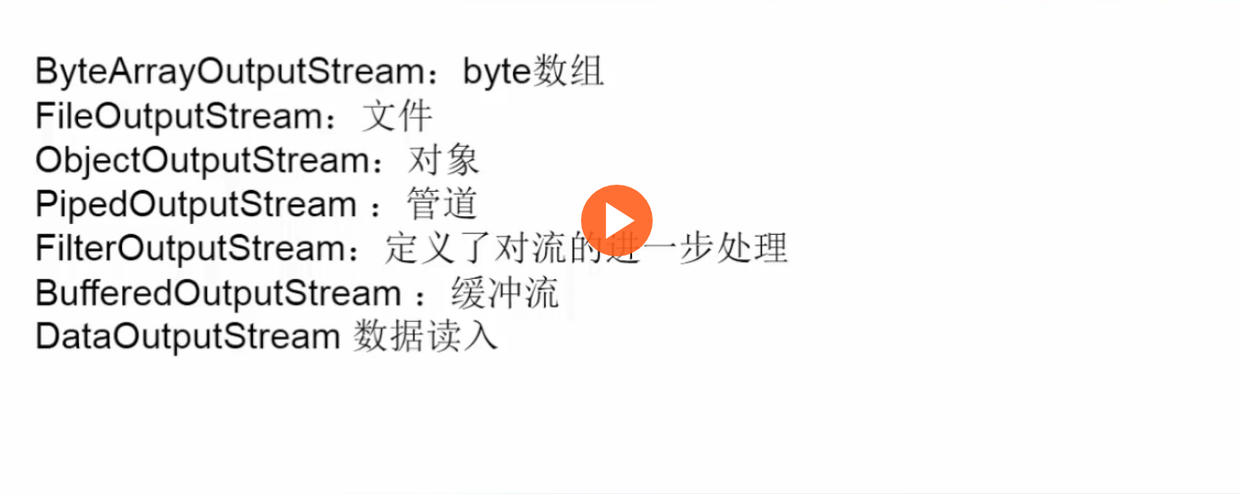 ByteArrayOutputStream：byte数组
FileOutputStream：文件
ObjectOutputStream：对象
PipedOutputStream ：管道
FilterOutputStream：定义了对流的进一步处理
BufferedOutputStream ：缓冲流
DataOutputStream 数据读入